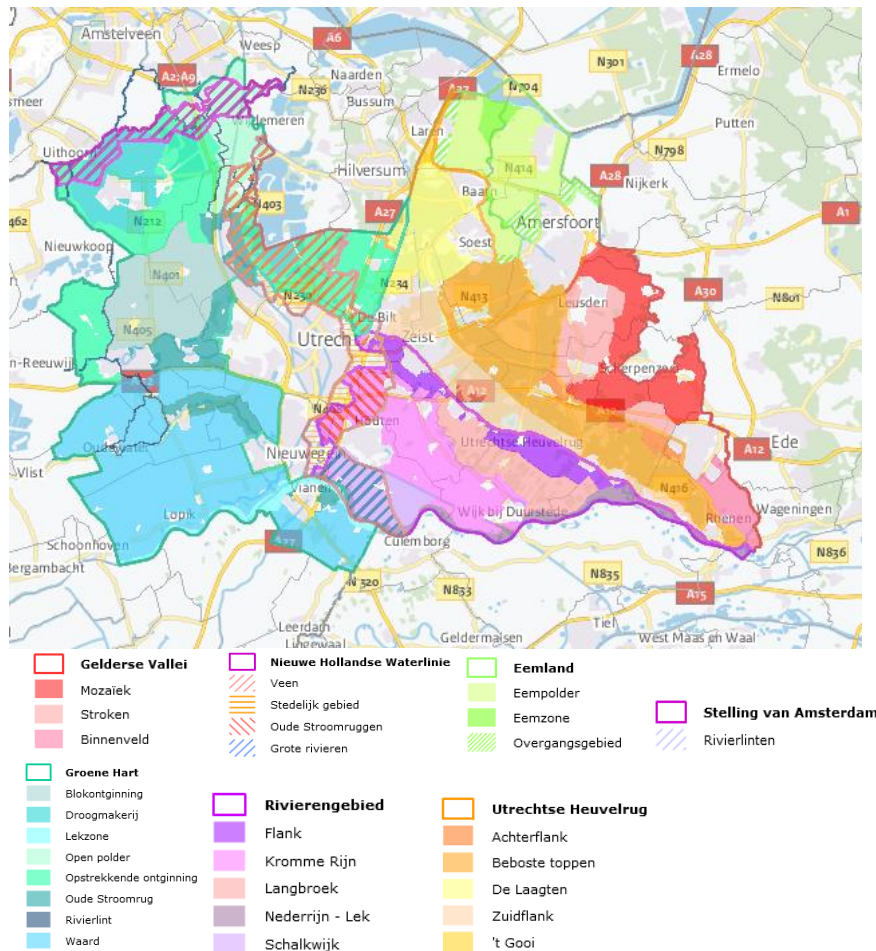 Amstelveen
Weesp
A6
A28
N301
Ermelo
A2;A9
Naarden
N236
Bussum
A27
N704
Putten
Uithoorn
Laren
Hilversum
N798
N414
A28
Nijkerk
Baarn
N403
A27
Amersfoort
A1
N212
Nieuwkoop
Soest
N401
N234
N413
Leusden
A30
N801
N230
De Bilt
N405
Utrecht
Zeist
Scherpenzeel
A12
N408
Houten
Oudewater
Utrechtse Heuvelrug
A12
Ede
Vlist
Nieuwegein
N416
Vianen
Lopik
Wijk bij Duurstede
Rhenen
Wageningen
Schoonhoven
A27
Culemborg
N836
Bergambacht
N320
N833
N835
A15
Tiel
Leerdam
Geldermalsen
West Maas en Waal
Lingewaal
Gelderse Vallei
Mozaïek
Stroken
Binnenveld
Nieuwe Hollandse Waterlinie
Veen
Stedelijk gebied
Oude Stroomruggen
Grote rivieren
Eemland
Eempolder
Eemzone
Overgangsgebied
Stelling van Amsterdam
Rivierlinten
Groene Hart
Blokontginning
Droogmakerij
Lekzone
Open polder
Opstrekkende ontginning
Oude Stroomrug
Rivierlint
Waard
Rivierengebied
Flank
Kromme Rijn
Langbroek
Nederrijn - Lek
Schalkwijk
Utrechtse Heuvelrug
Achterflank
Beboste toppen
De Laagten
Zuidflank
't Gooi